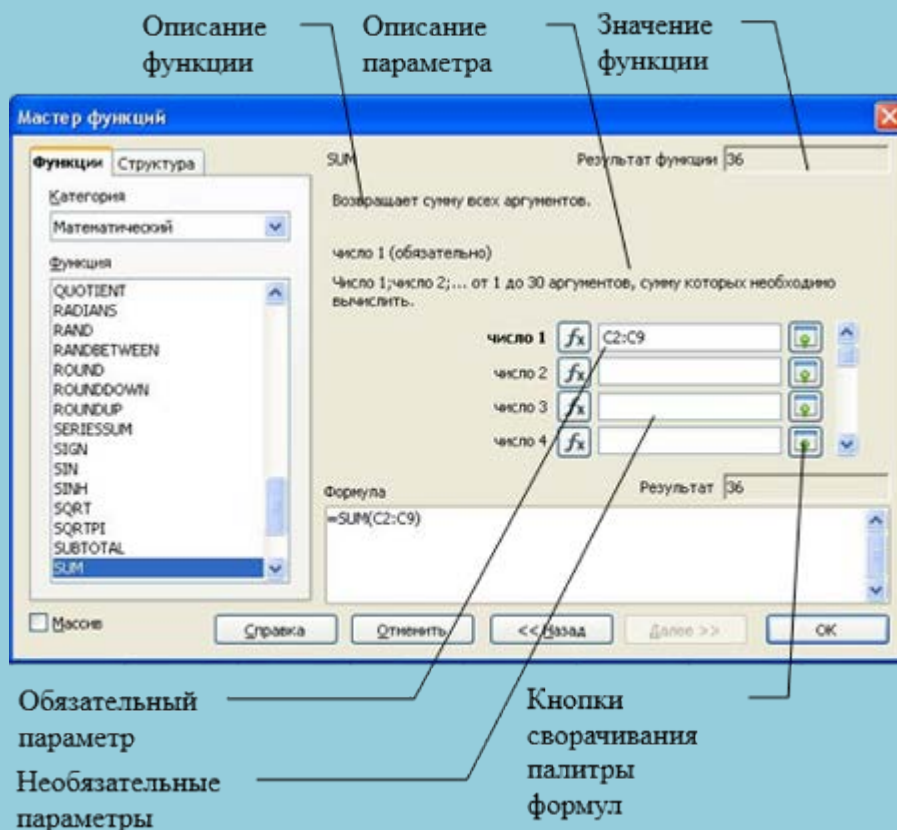 Описание
функции
Описание
параметра
Значение
функции
Мастер функций
Функции Структура
Категория
Математический
Функция
QUOTIENT
RADIANS
RAND
RANDBETWEEN
ROUND
ROUNDDOWN
ROUNDUP
SERIESSUM
SIGN
SIN
SINH
SQRT
SQRTPI
SUBTOTAL
SUM
SUM Результат функции 36
Возвращает сумму всех аргументов.
число 1 (обязательно)
Число 1;число 2;... от 1 до 30 аргументов, сумму которых необходимо
вычислить.
число 1 fx C2:C9
число 2 fx
число 3 fx
число 4 fx
Формула Результат 36
=SUM(C2:C9)
Массив Справка Отменить << Назад Далее >> OK
Обязательный
параметр
Необязательные
параметры
Кнопки
сворачивания
палитры
формул